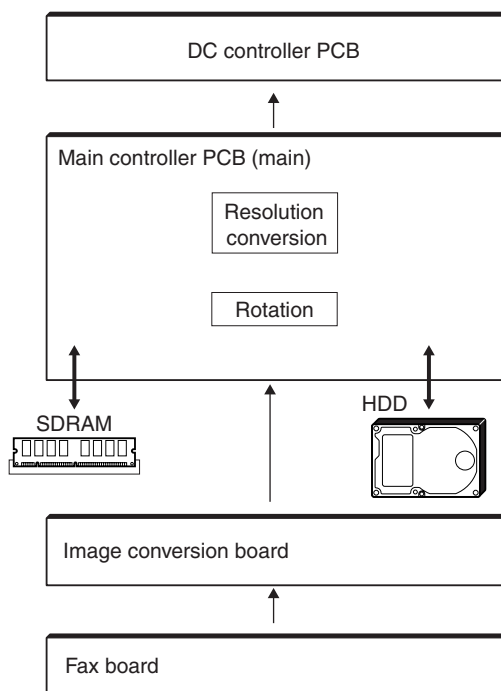 DC controller PCB
Main controller PCB (main)
Resolution
conversion
Rotation
SDRAM
HDD
Image conversion board
Fax board